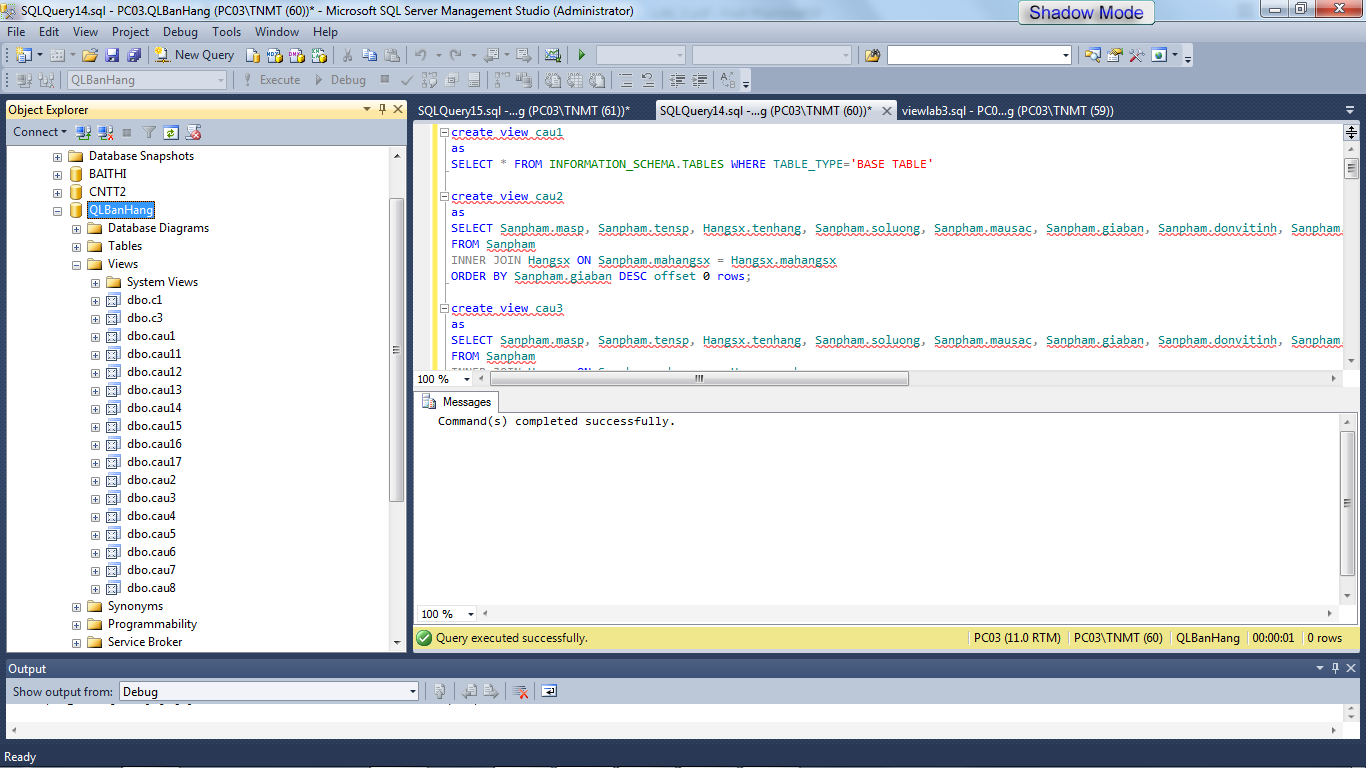 SQLQuery14.sql - PC03.QLBanHang (PC03\TNMT (60))* - Microsoft SQL Server Management Studio (Administrator)
Shadow Mode
File Edit View Project Debug Tools Window Help
New Query
QLBanHang
Execute Debug
Object Explorer
SQLQuery15.sql -...g (PC03\TNMT (61))*
SQLQuery14.sql -...g (PC03\TNMT (60))*
viewlab3.sql - PC0...g (PC03\TNMT (59))
Connect
Database Snapshots
BAITHI
CNTT2
QLBanHang
Database Diagrams
Tables
Views
System Views
dbo.c1
dbo.c3
dbo.cau1
dbo.cau11
dbo.cau12
dbo.cau13
dbo.cau14
dbo.cau15
dbo.cau16
dbo.cau17
dbo.cau2
dbo.cau3
dbo.cau4
dbo.cau5
dbo.cau6
dbo.cau7
dbo.cau8
Synonyms
Programmability
Service Broker
create view cau1
as
SELECT * FROM INFORMATION_SCHEMA.TABLES WHERE TABLE_TYPE='BASE TABLE'
create view cau2
as
SELECT Sanpham.masp, Sanpham.tensp, Hangsx.tenhang, Sanpham.soluong, Sanpham.mausac, Sanpham.giaban, Sanpham.donvitinh, Sanpham.
FROM Sanpham
INNER JOIN Hangsx ON Sanpham.mahangsx = Hangsx.mahangsx
ORDER BY Sanpham.giaban DESC offset 0 rows;
create view cau3
as
SELECT Sanpham.masp, Sanpham.tensp, Hangsx.tenhang, Sanpham.soluong, Sanpham.mausac, Sanpham.giaban, Sanpham.donvitinh, Sanpham.
FROM Sanpham
100 %
Messages
Command(s) completed successfully.
100 %
Query executed successfully.
PC03 (11.0 RTM) PC03\TNMT (60) QLBanHang 00:00:01 0 rows
Output
Show output from: Debug
Ready